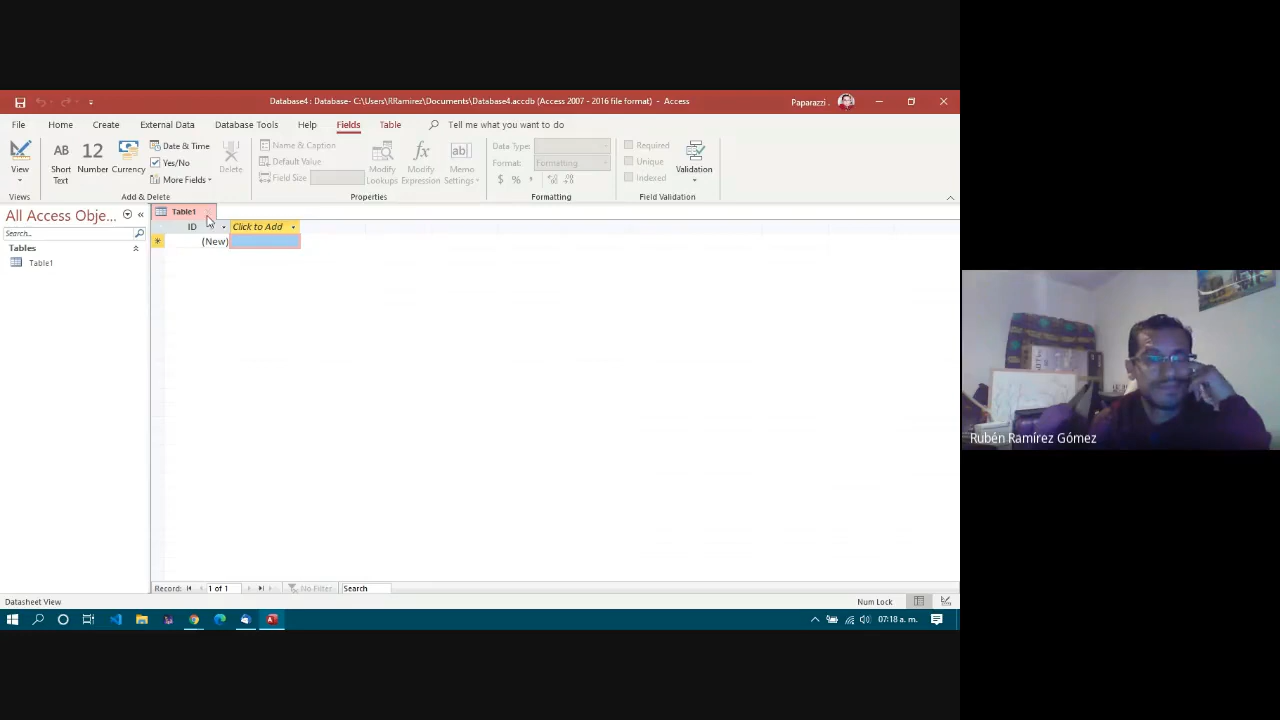 Database4 : Database- C:\Users\RRamirez\Documents\Database4.accdb (Access 2007 - 2016 file format) - Access
Paparazzi .
File Home Create External Data Database Tools Help Fields Table Tell me what you want to do
View
Views
AB
Short
Text
12
Number
Currency
Date & Time
Yes/No
More Fields
Delete
Add & Delete
Name & Caption
Default Value
Field Size
Modify
Lookups
fx
Modify
Expression
ab
Memo
Settings
Properties
Data Type:
Format: Formatting
$ % ,
Formatting
Required
Unique
Indexed
Validation
Field Validation
All Access Obje...
Search...
Tables
Table1
Table1
ID Click to Add
(New)
Record: 1 of 1 No Filter Search
Datasheet View
Num Lock
07:18 a. m.
Rubén Ramírez Gómez